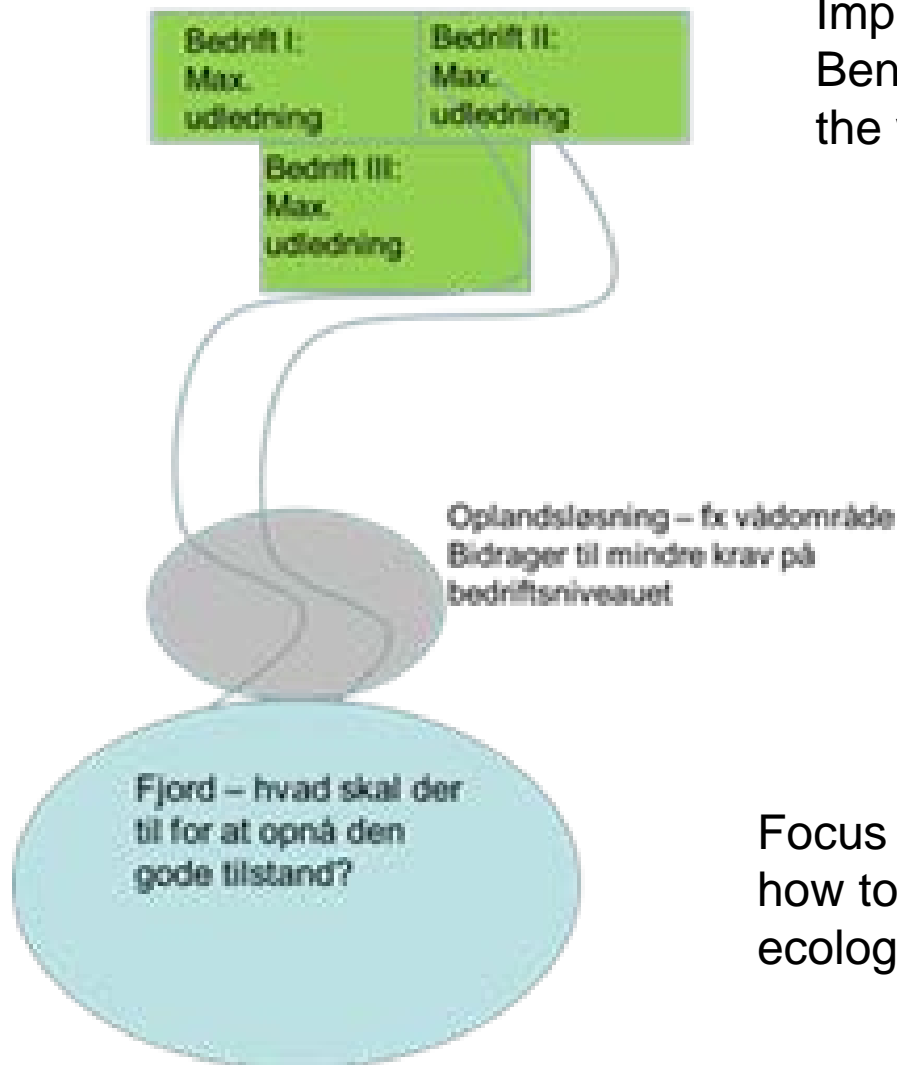 Bedrift I:
Max.
udledning
Bedrift II:
Max.
udledning
Bedrift III:
Max.
udledning
Imp
Ben
the
Oplandsløsning – fx vådområde
Bidrager til mindre krav på
bedriftsniveauet
Fjord – hvad skal der
til for at opnå den
gode tilstand?
Focus
how to
ecolog